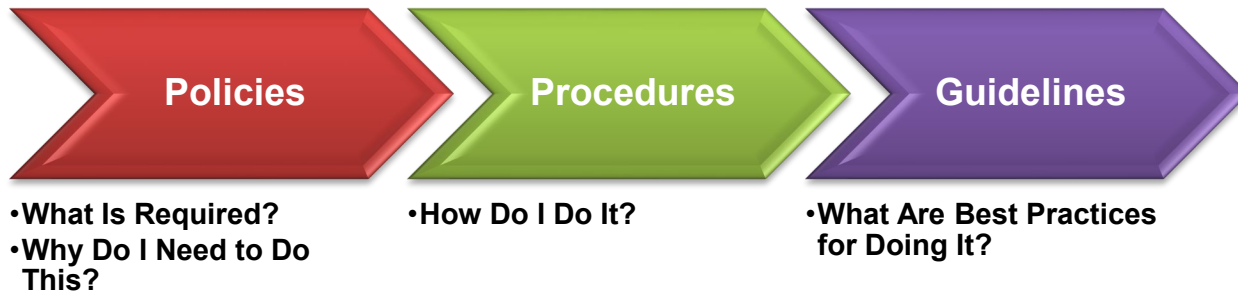 Policies
Procedures
Guidelines
•What Is Required?
•Why Do I Need to Do
This?
•How Do I Do It?
•What Are Best Practices
for Doing It?